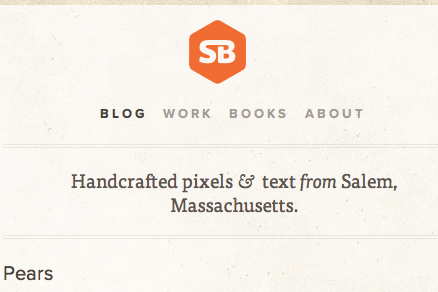 SB
BLOG WORK BOOKS ABOUT
Handcrafted pixels & text from Salem,
Massachusetts.
Pears